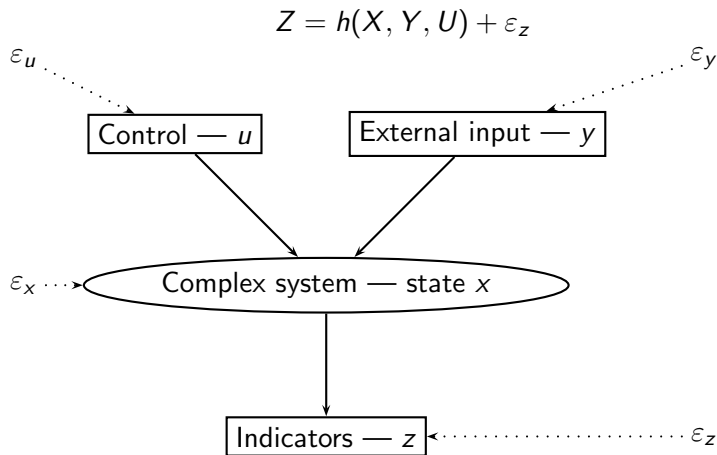 Z = h(X, Y, U) + ε_z
ε_u
ε_y
Control — u
External input — y
ε_x
Complex system — state x
Indicators — z
ε_z